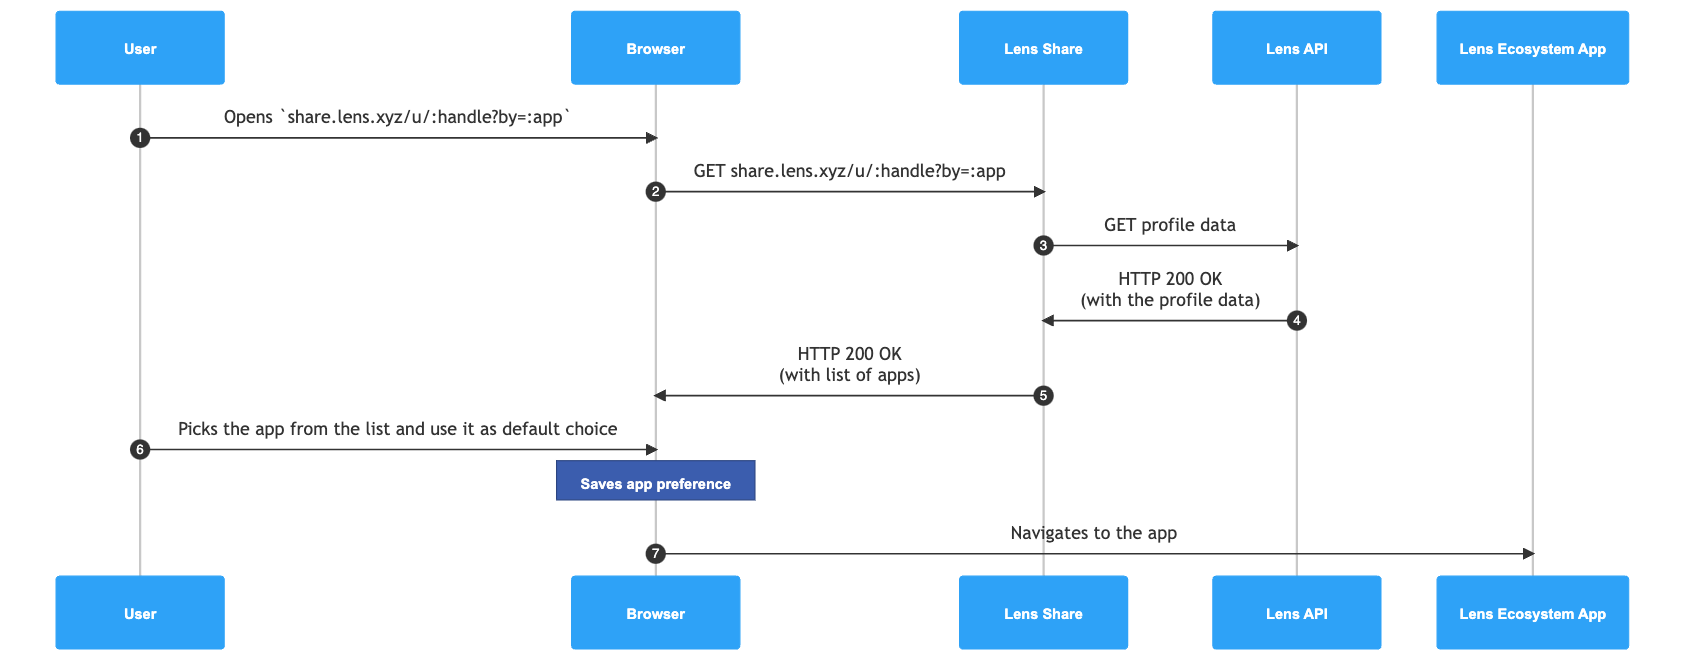 User
Browser
Lens Share
Lens API
Lens Ecosystem App
Opens `share.lens.xyz/u/:handle?by=:app`
1
GET share.lens.xyz/u/:handle?by=:app
2
GET profile data
3
HTTP 200 OK
(with the profile data)
4
HTTP 200 OK
(with list of apps)
5
Picks the app from the list and use it as default choice
6
Saves app preference
Navigates to the app
7
User
Browser
Lens Share
Lens API
Lens Ecosystem App